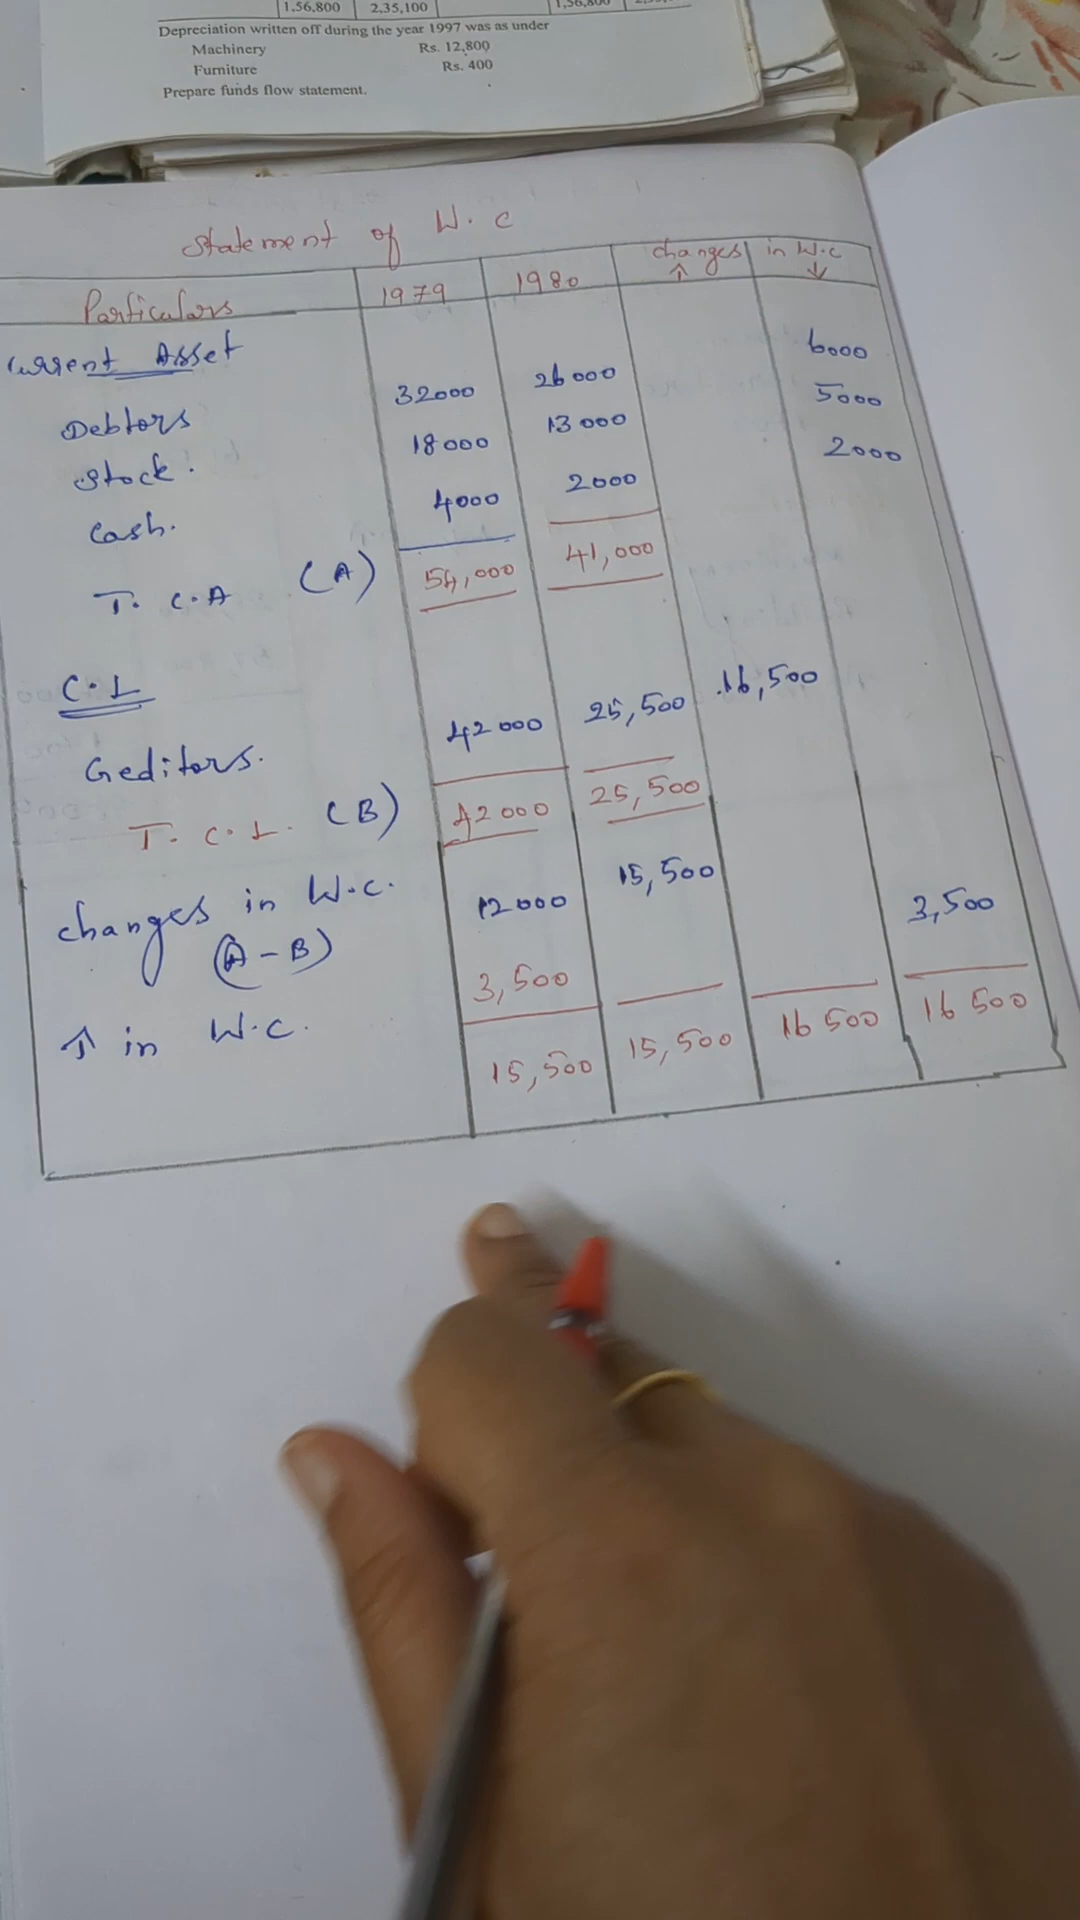 1.56,800 2,35,100 1,56,800
Depreciation written off during the year 1997 was as under
Machinery Rs. 12,800
Furniture Rs. 400
Prepare funds flow statement.
Statement of W.C
Particulars 1979 1980 changes in W.C
↑ ↓
Current Asset
Debtors 32000 26000 6000
Stock. 18000 13000 5000
Cash. 4000 2000 2000
T. C.A (A) 54,000 41,000
C.L
Creditors. 42000 25,500 16,500
T. C.L. (B) 42000 25,500
changes in W.C. 12000 15,500 3,500
(A-B)
↑ in W.C. 3,500
15,500 15,500 16500 16500